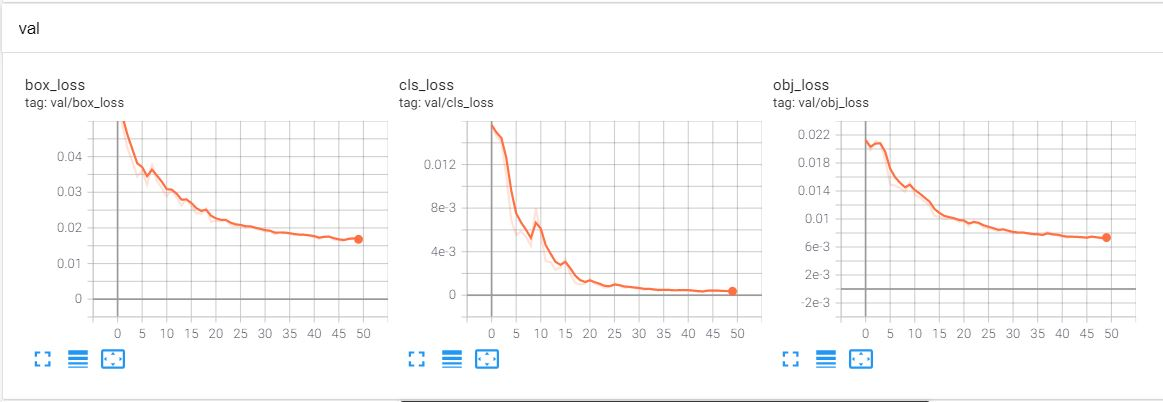 val
box_loss
tag: val/box_loss
0.04
0.03
0.02
0.01
0
0 5 10 15 20 25 30 35 40 45 50
cls_loss
tag: val/cls_loss
0.012
8e-3
4e-3
0
0 5 10 15 20 25 30 35 40 45 50
obj_loss
tag: val/obj_loss
0.022
0.018
0.014
0.01
6e-3
2e-3
-2e-3
0 5 10 15 20 25 30 35 40 45 50